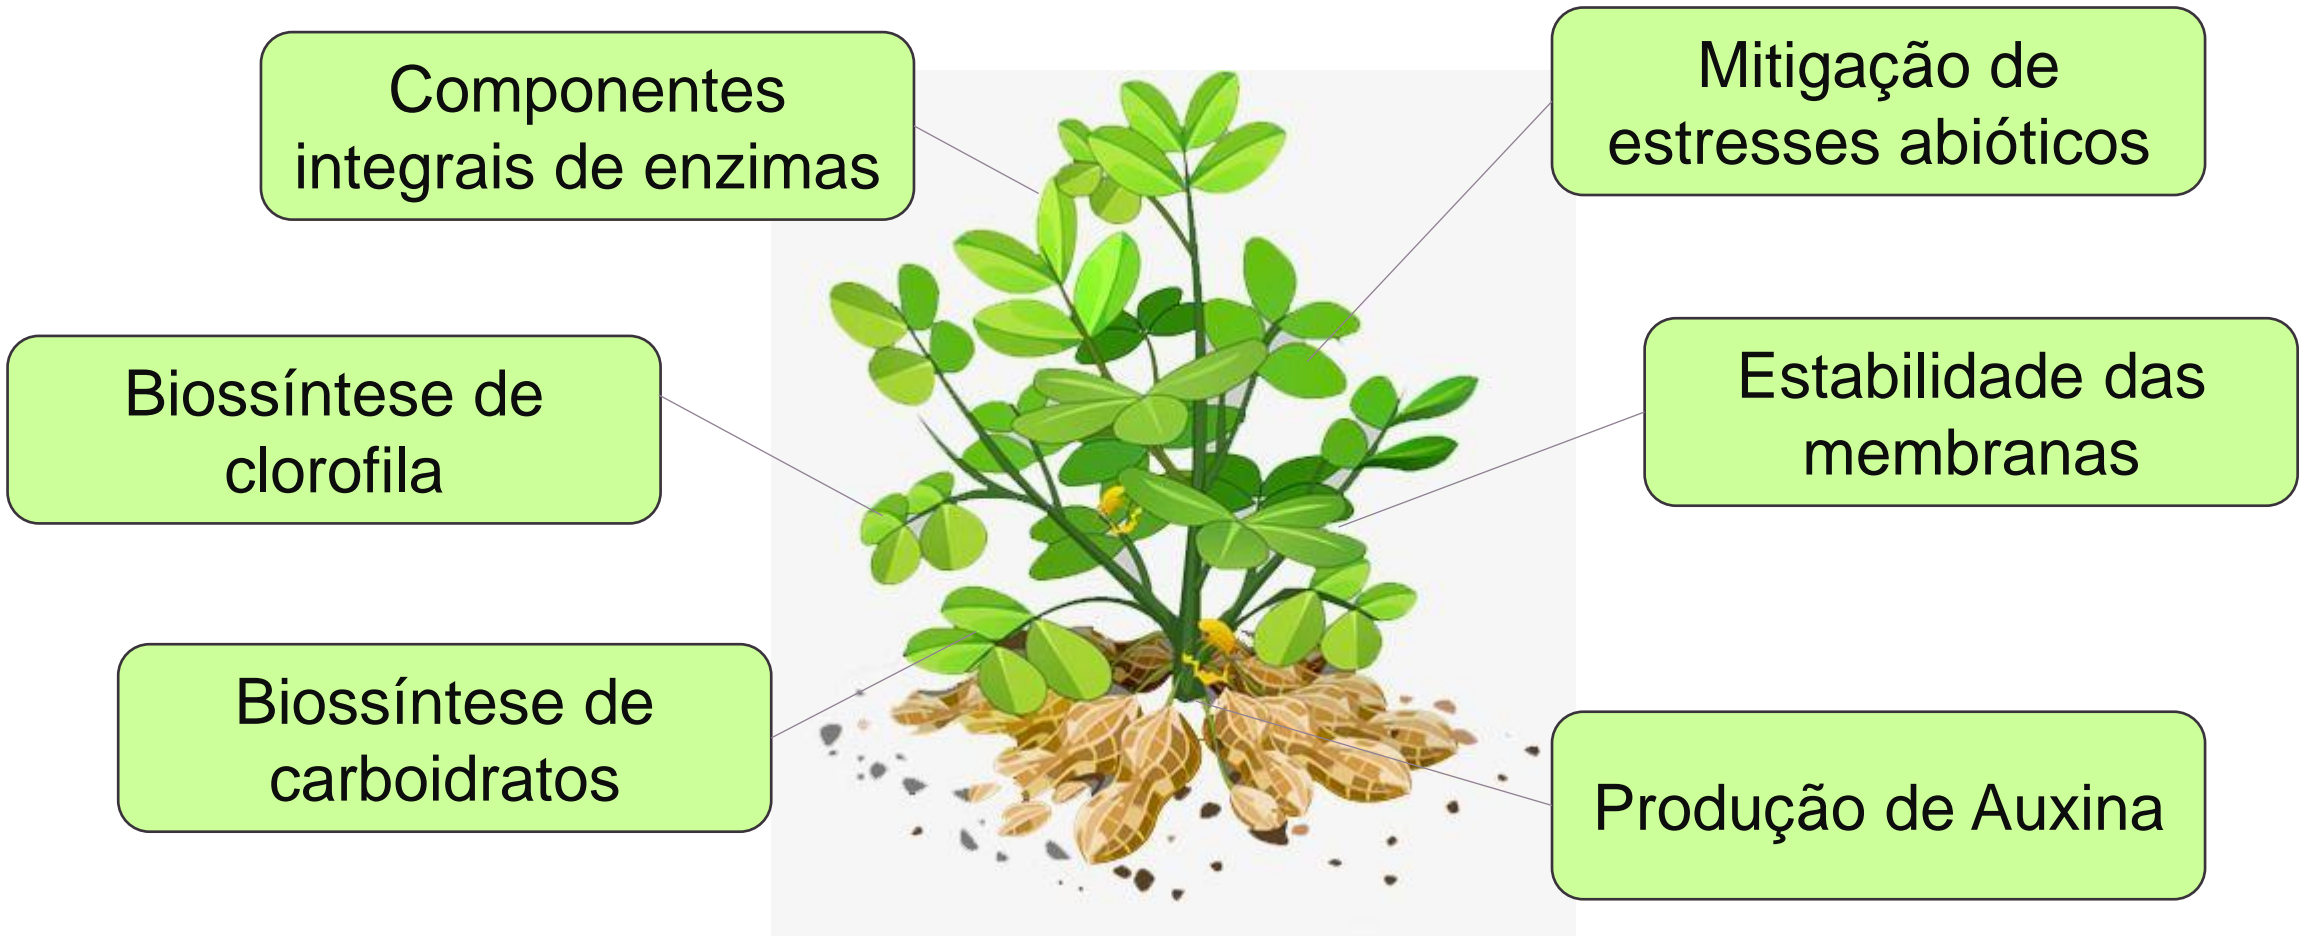 Componentes
integrais de enzimas
Mitigação de
estresses abióticos
Biossíntese de
clorofila
Estabilidade das
membranas
Biossíntese de
carboidratos
Produção de Auxina